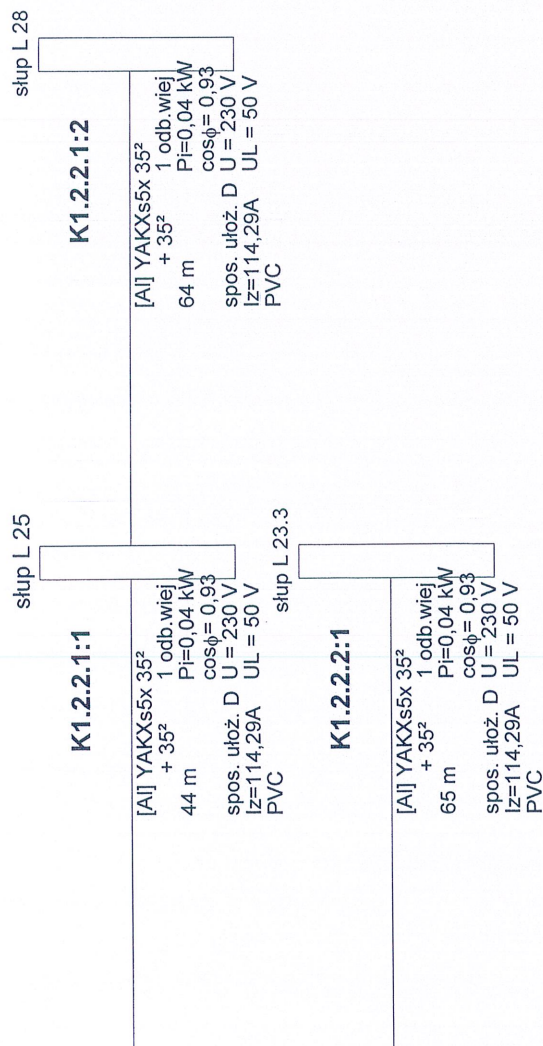 słup L 25
K1.2.2.1:1
[Al] YAKXs5x 35²
+ 35²
44 m
1 odb.wiej
Pi=0,04 kW
cosϕ= 0,93
spos. ułoż. D U = 230 V
Iz=114,29A UL = 50 V
PVC
słup L 28
K1.2.2.1:2
[Al] YAKXs5x 35²
+ 35²
64 m
1 odb.wiej
Pi=0,04 kW
cosϕ= 0,93
spos. ułoż. D U = 230 V
Iz=114,29A UL = 50 V
PVC
słup L 23.3
K1.2.2.2:1
[Al] YAKXs5x 35²
+ 35²
65 m
1 odb.wiej
Pi=0,04 kW
cosϕ= 0,93
spos. ułoż. D U = 230 V
Iz=114,29A UL = 50 V
PVC